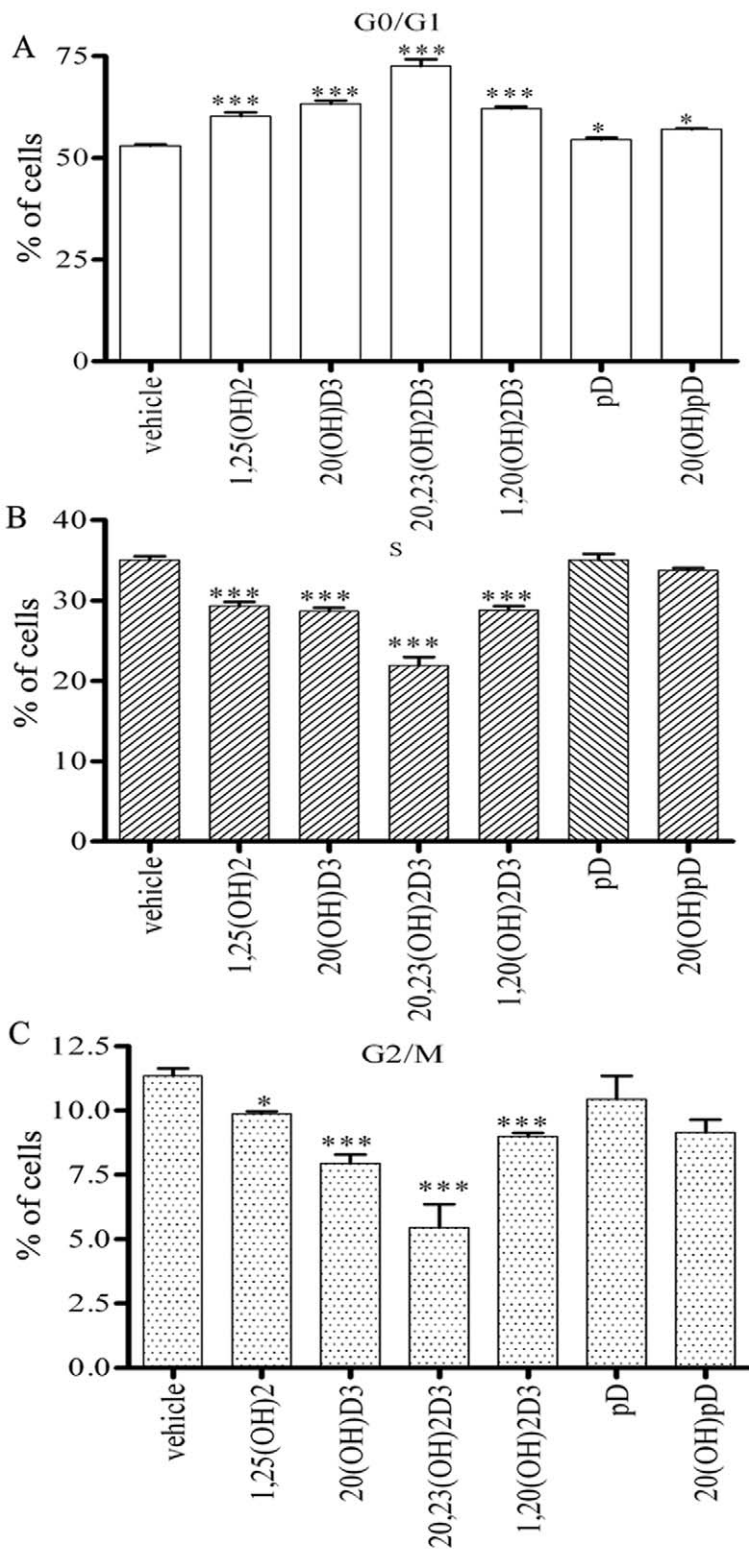 A
G0/G1
% of cells
75
50
25
0
***
***
***
***
*
*
vehicle
1,25(OH)2
20(OH)D3
20,23(OH)2D3
1,20(OH)2D3
pD
20(OH)pD
B
S
% of cells
40
30
20
10
0
***
***
***
***
vehicle
1,25(OH)2
20(OH)D3
20,23(OH)2D3
1,20(OH)2D3
pD
20(OH)pD
C
G2/M
% of cells
12.5
10.0
7.5
5.0
2.5
0.0
*
***
***
***
vehicle
1,25(OH)2
20(OH)D3
20,23(OH)2D3
1,20(OH)2D3
pD
20(OH)pD